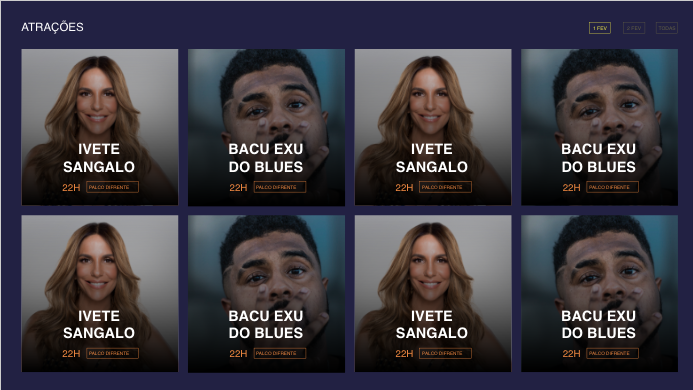 ATRAÇÕES
1 FEV
2 FEV
TODAS
IVETE
SANGALO
22H PALCO DIFRENTE
BACU EXU
DO BLUES
22H PALCO DIFRENTE
IVETE
SANGALO
22H PALCO DIFRENTE
BACU EXU
DO BLUES
22H PALCO DIFRENTE
IVETE
SANGALO
22H PALCO DIFRENTE
BACU EXU
DO BLUES
22H PALCO DIFRENTE
IVETE
SANGALO
22H PALCO DIFRENTE
BACU EXU
DO BLUES
22H PALCO DIFRENTE